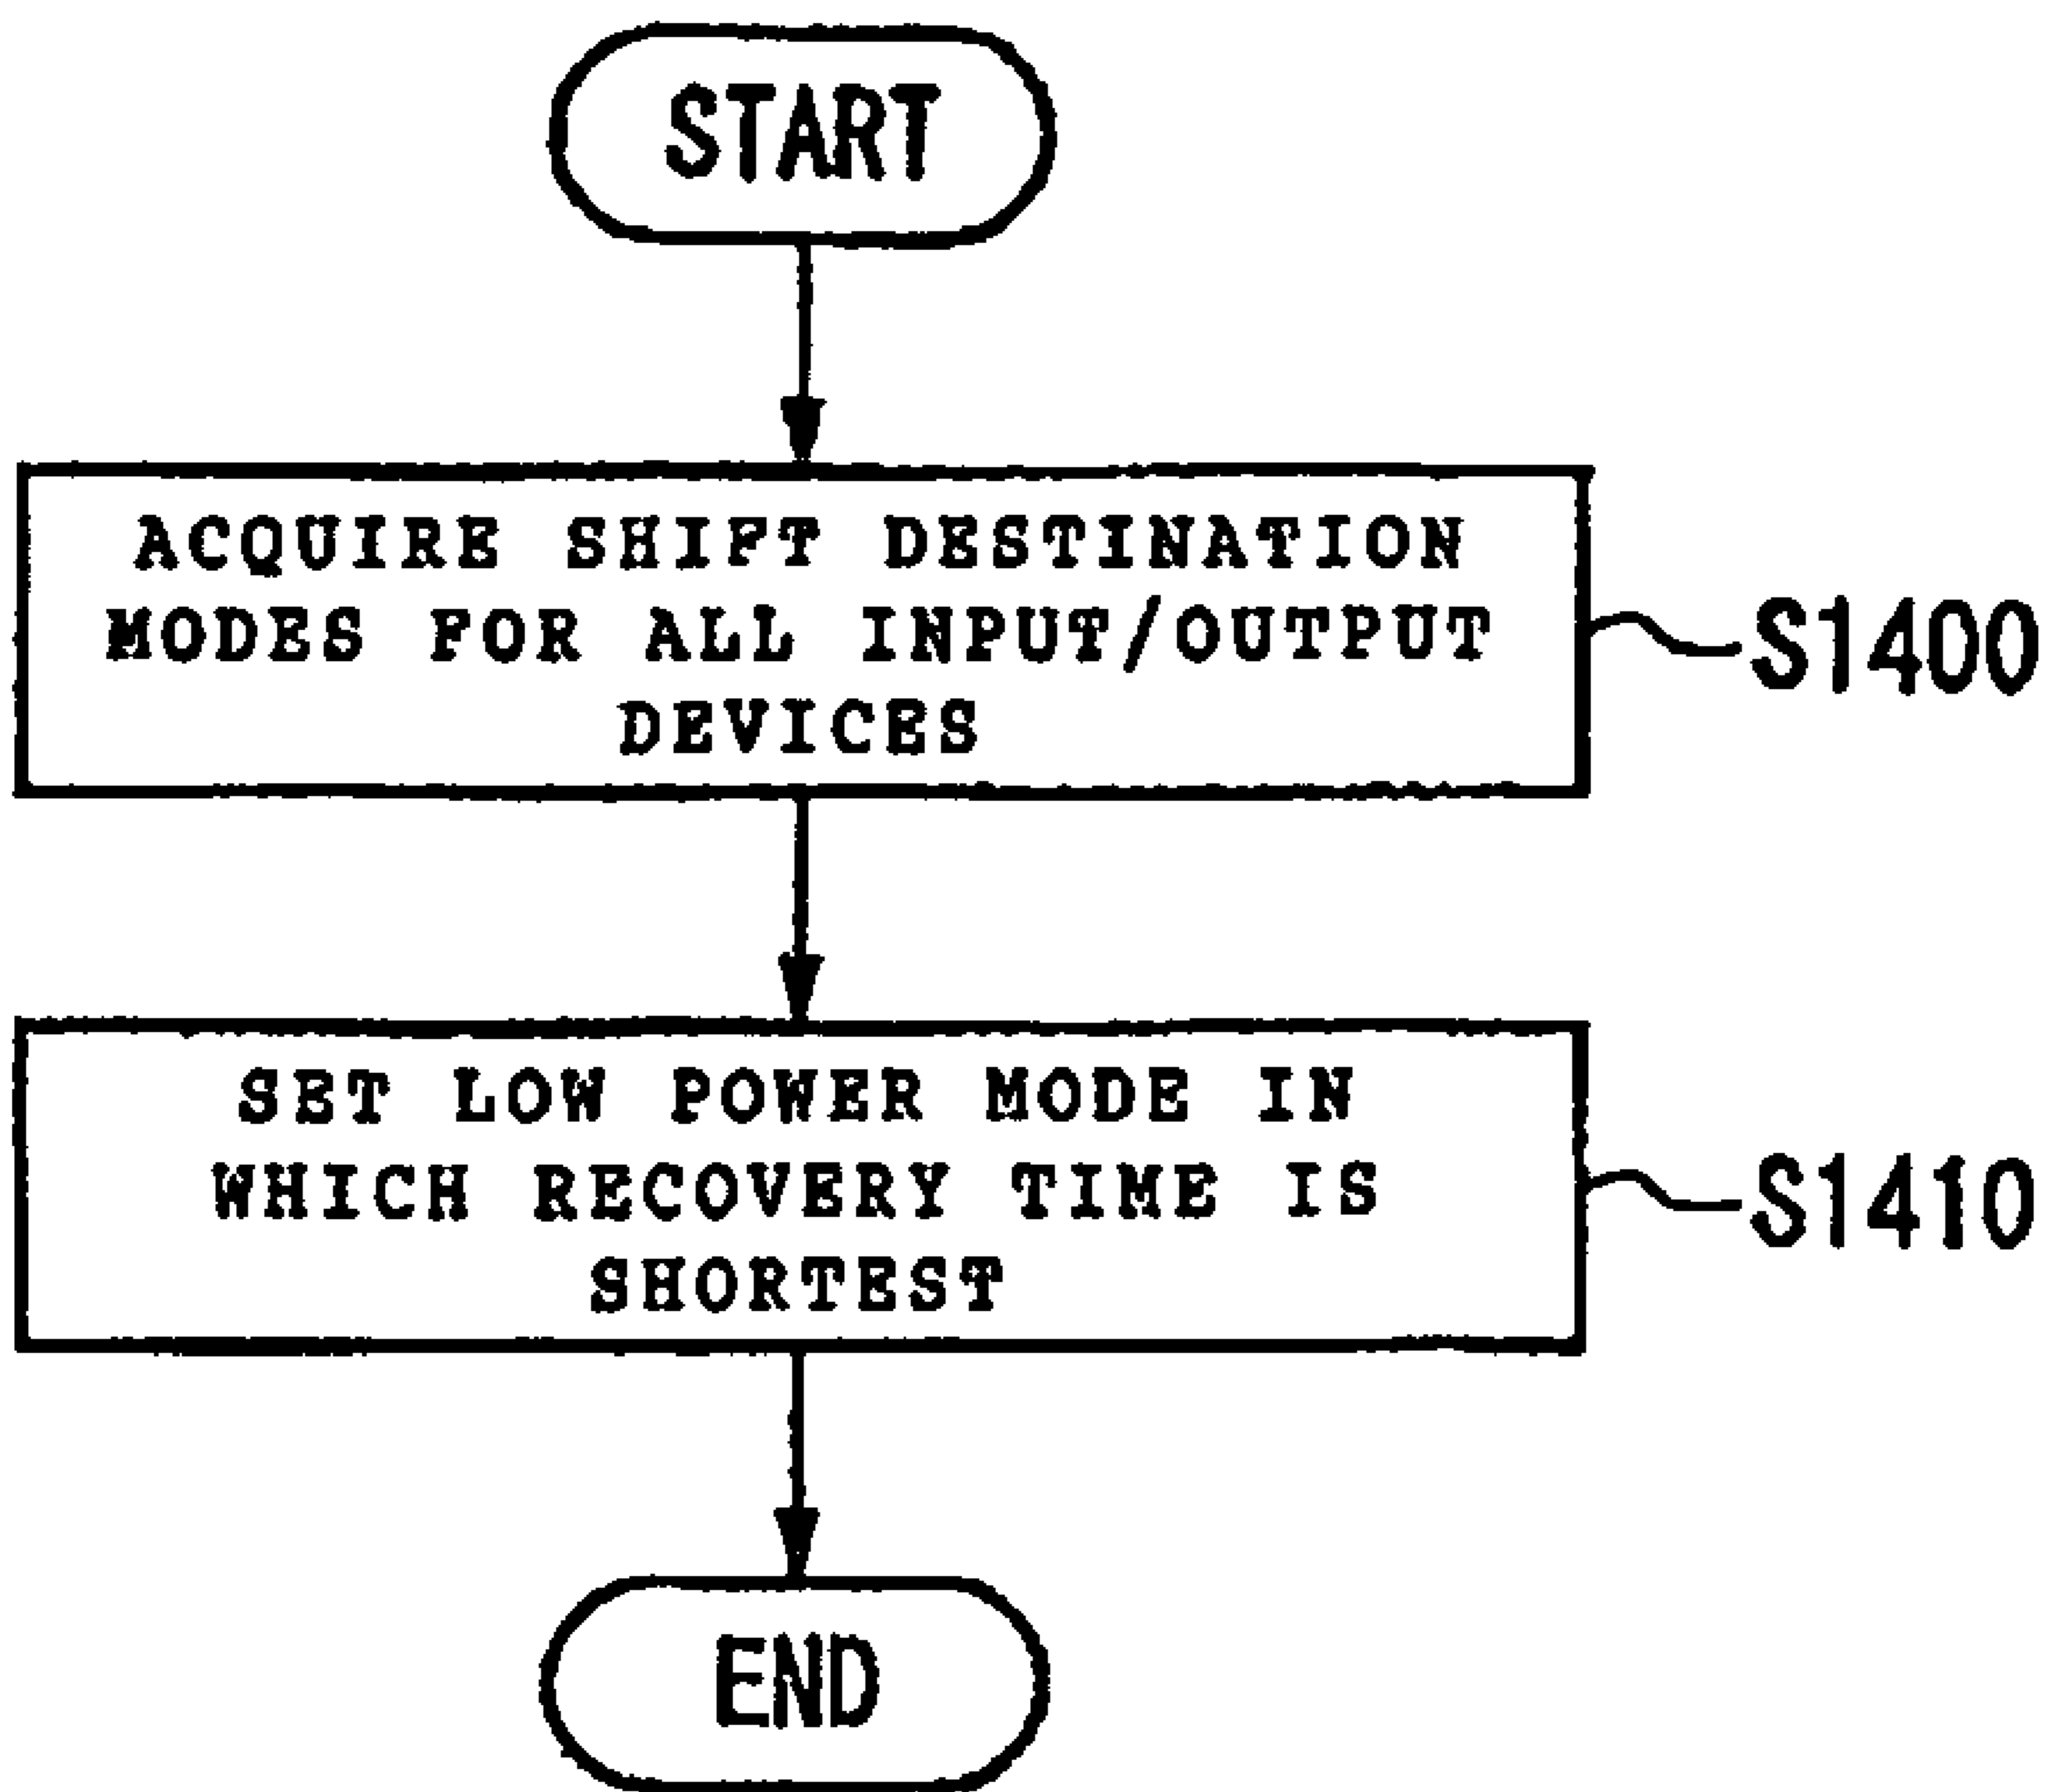 START
ACQUIRE SHIFT DESTINATION
MODES FOR ALL INPUT/OUTPUT
DEVICES
S1400
SET LOW POWER MODE IN
WHICH RECOVERY TIME IS
SHORTEST
S1410
END